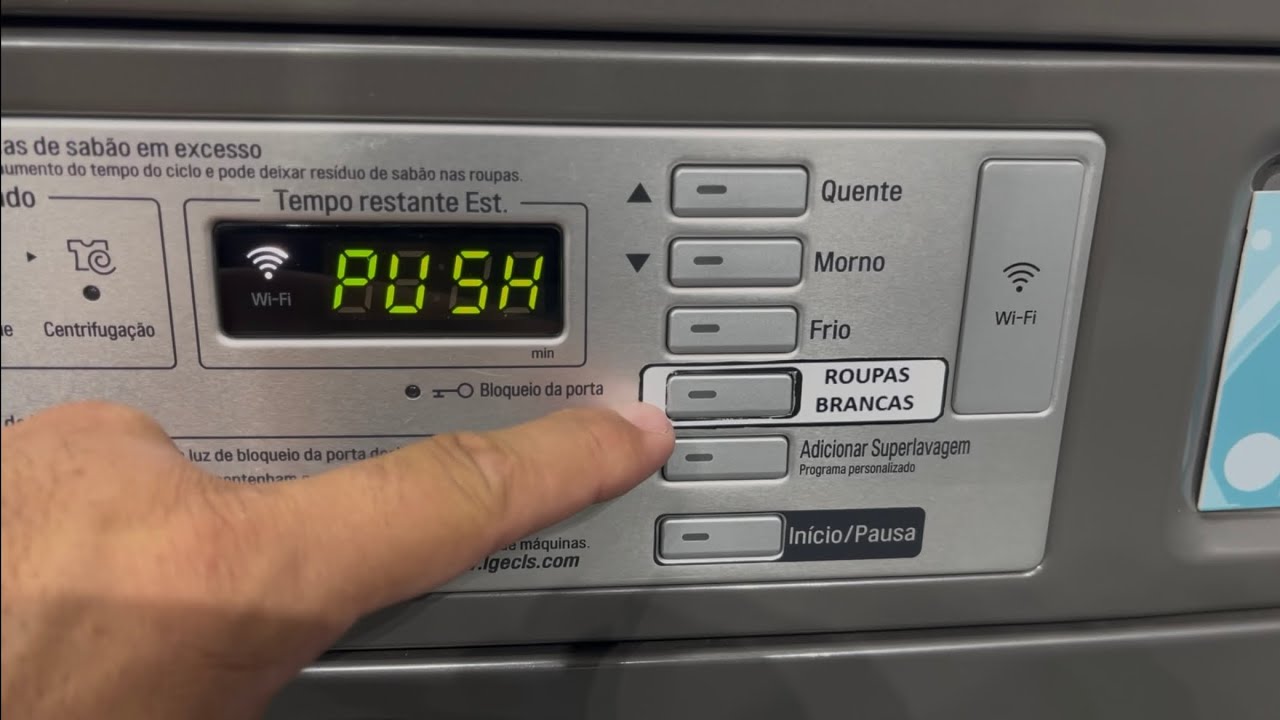 as de sabão em excesso
aumento do tempo do ciclo e pode deixar resíduo de sabão nas roupas.
Tempo restante Est.
Wi-Fi
PUSH
min
Centrifugação
Bloqueio da porta
luz de bloqueio da porta
máquinas.
.lgecls.com
Quente
Morno
Frio
ROUPAS
BRANCAS
Adicionar Superlavagem
Programa personalizado
Início/Pausa
Wi-Fi